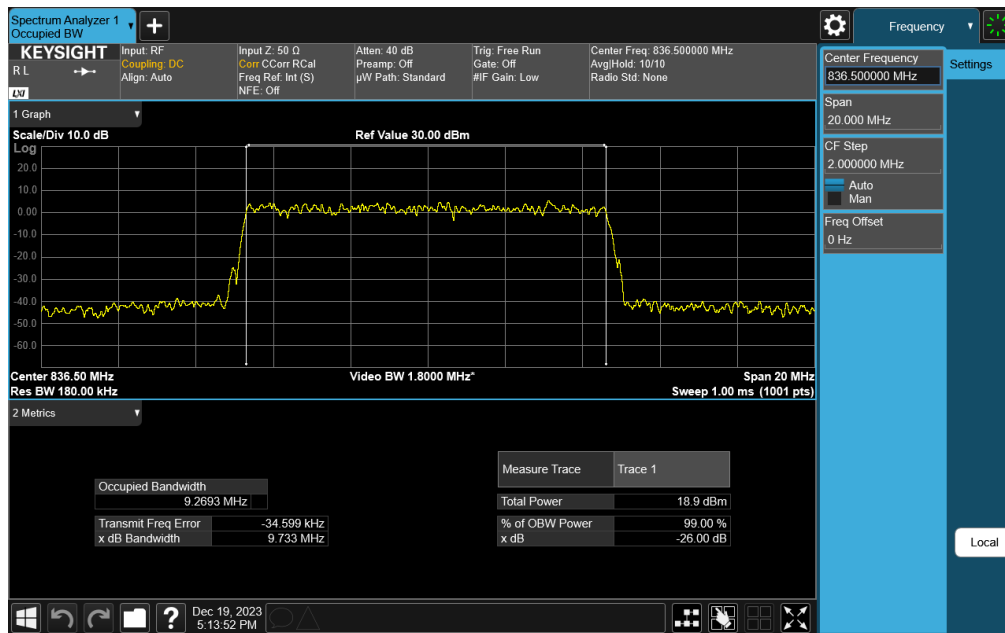 Spectrum Analyzer 1
Occupied BW
Frequency
KEYSIGHT
R L
LXI
Input: RF
Coupling: DC
Align: Auto
Input Z: 50 Ω
Corr CCorr RCal
Freq Ref: Int (S)
NFE: Off
Atten: 40 dB
Preamp: Off
µW Path: Standard
Trig: Free Run
Gate: Off
#IF Gain: Low
Center Freq: 836.500000 MHz
Avg|Hold: 10/10
Radio Std: None
Center Frequency
836.500000 MHz
Settings
Span
20.000 MHz
CF Step
2.000000 MHz
Auto
Man
Freq Offset
0 Hz
1 Graph
Scale/Div 10.0 dB
Ref Value 30.00 dBm
Log
20.0
10.0
0.00
-10.0
-20.0
-30.0
-40.0
-50.0
-60.0
Center 836.50 MHz
Video BW 1.8000 MHz*
Span 20 MHz
Res BW 180.00 kHz
Sweep 1.00 ms (1001 pts)
2 Metrics
Measure Trace Trace 1
Occupied Bandwidth
9.2693 MHz
Total Power 18.9 dBm
Transmit Freq Error -34.599 kHz
% of OBW Power 99.00 %
x dB Bandwidth 9.733 MHz
x dB -26.00 dB
Local
?
Dec 19, 2023
5:13:52 PM